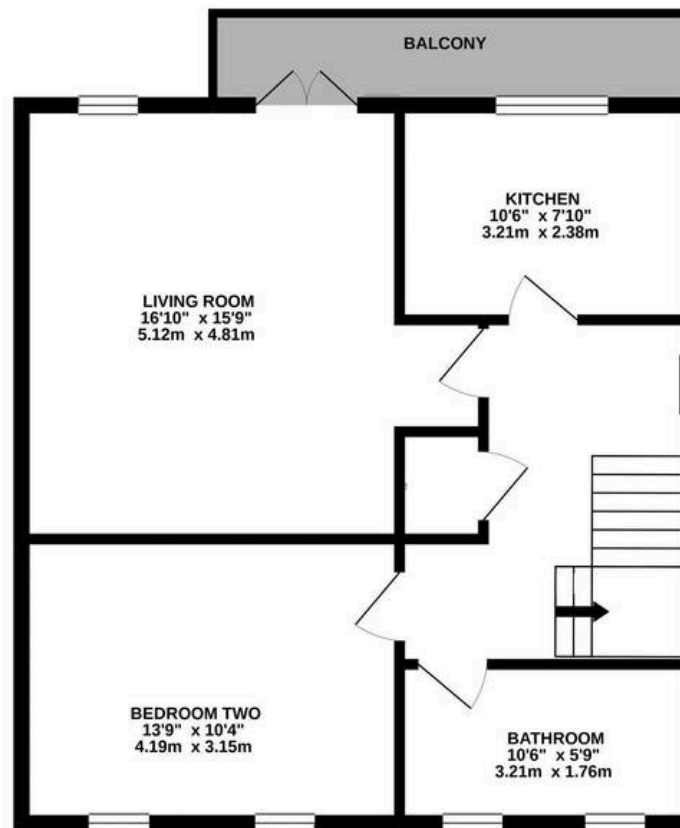 BALCONY
KITCHEN
10'6" x 7'10"
3.21m x 2.38m
LIVING ROOM
16'10" x 15'9"
5.12m x 4.81m
BEDROOM TWO
13'9" x 10'4"
4.19m x 3.15m
BATHROOM
10'6" x 5'9"
3.21m x 1.76m